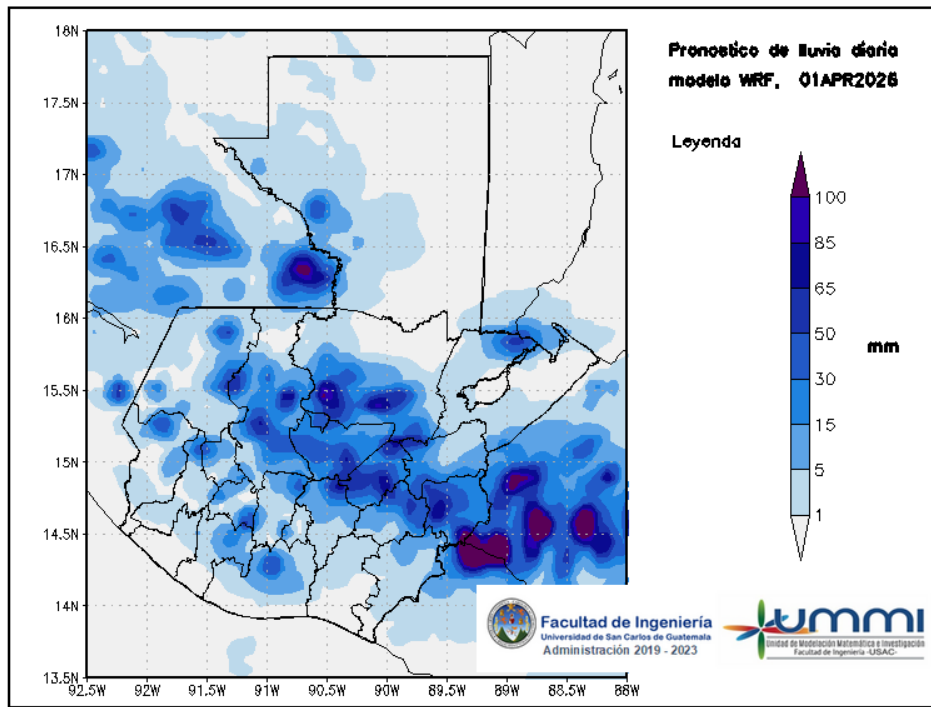 Pronostico de lluvia diaria
modelo WRF, 01APR2026
Leyenda
100
85
65
50
30
15
5
1
mm
18N
17.5N
17N
16.5N
16N
15.5N
15N
14.5N
14N
13.5N
92.5W
92W
91.5W
91W
90.5W
90W
89.5W
89W
88.5W
88W
Facultad de Ingeniería
Universidad de San Carlos de Guatemala
Administración 2019 - 2023
UMMI
Unidad de Modelación Matemática e Investigación
Facultad de Ingeniería -USAC-